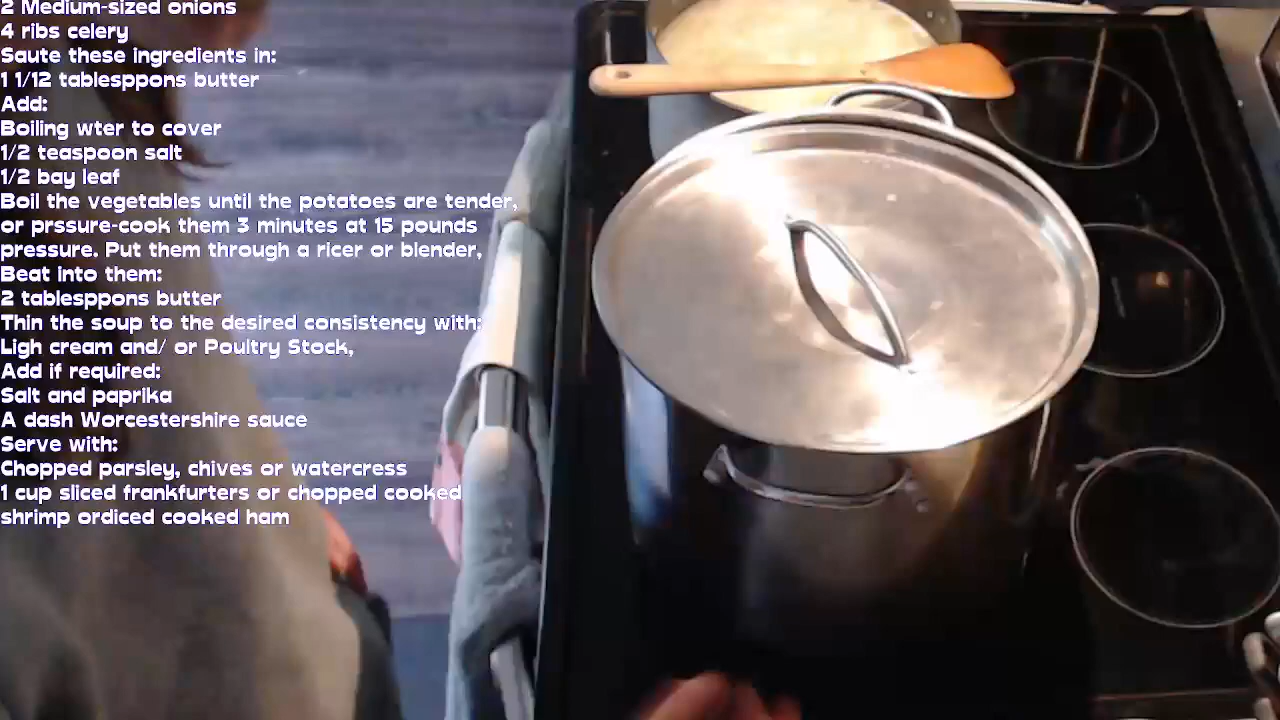 2 Medium-sized onions
4 ribs celery
Saute these ingredients in:
1 1/12 tablesppons butter
Add:
Boiling wter to cover
1/2 teaspoon salt
1/2 bay leaf
Boil the vegetables until the potatoes are tender,
or prssure-cook them 3 minutes at 15 pounds
pressure. Put them through a ricer or blender,
Beat into them:
2 tablesppons butter
Thin the soup to the desired consistency with:
Ligh cream and/ or Poultry Stock,
Add if required:
Salt and paprika
A dash Worcestershire sauce
Serve with:
Chopped parsley, chives or watercress
1 cup sliced frankfurters or chopped cooked
shrimp ordiced cooked ham